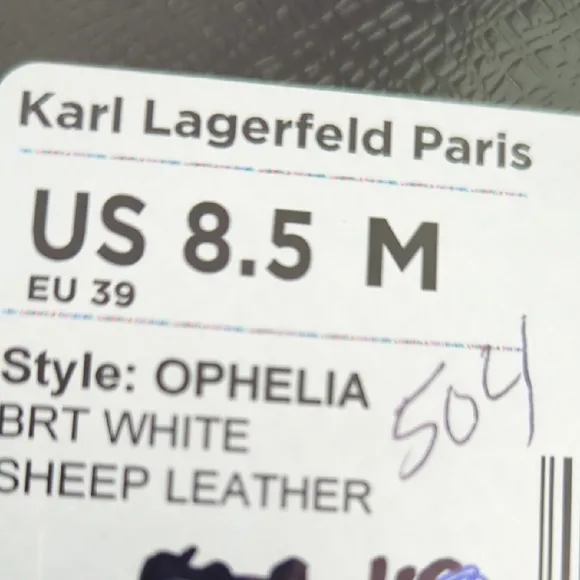 Karl Lagerfeld Paris
US 8.5 M
EU 39
Style: OPHELIA
504
BRT WHITE
SHEEP LEATHER